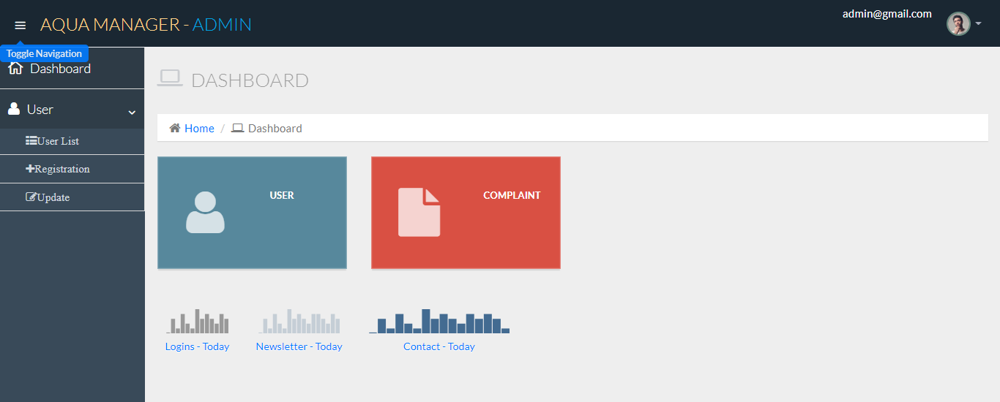 admin@gmail.com
AQUA MANAGER - ADMIN
Toggle Navigation
Dashboard
User
User List
Registration
Update
DASHBOARD
Home / Dashboard
USER
COMPLAINT
Logins - Today
Newsletter - Today
Contact - Today